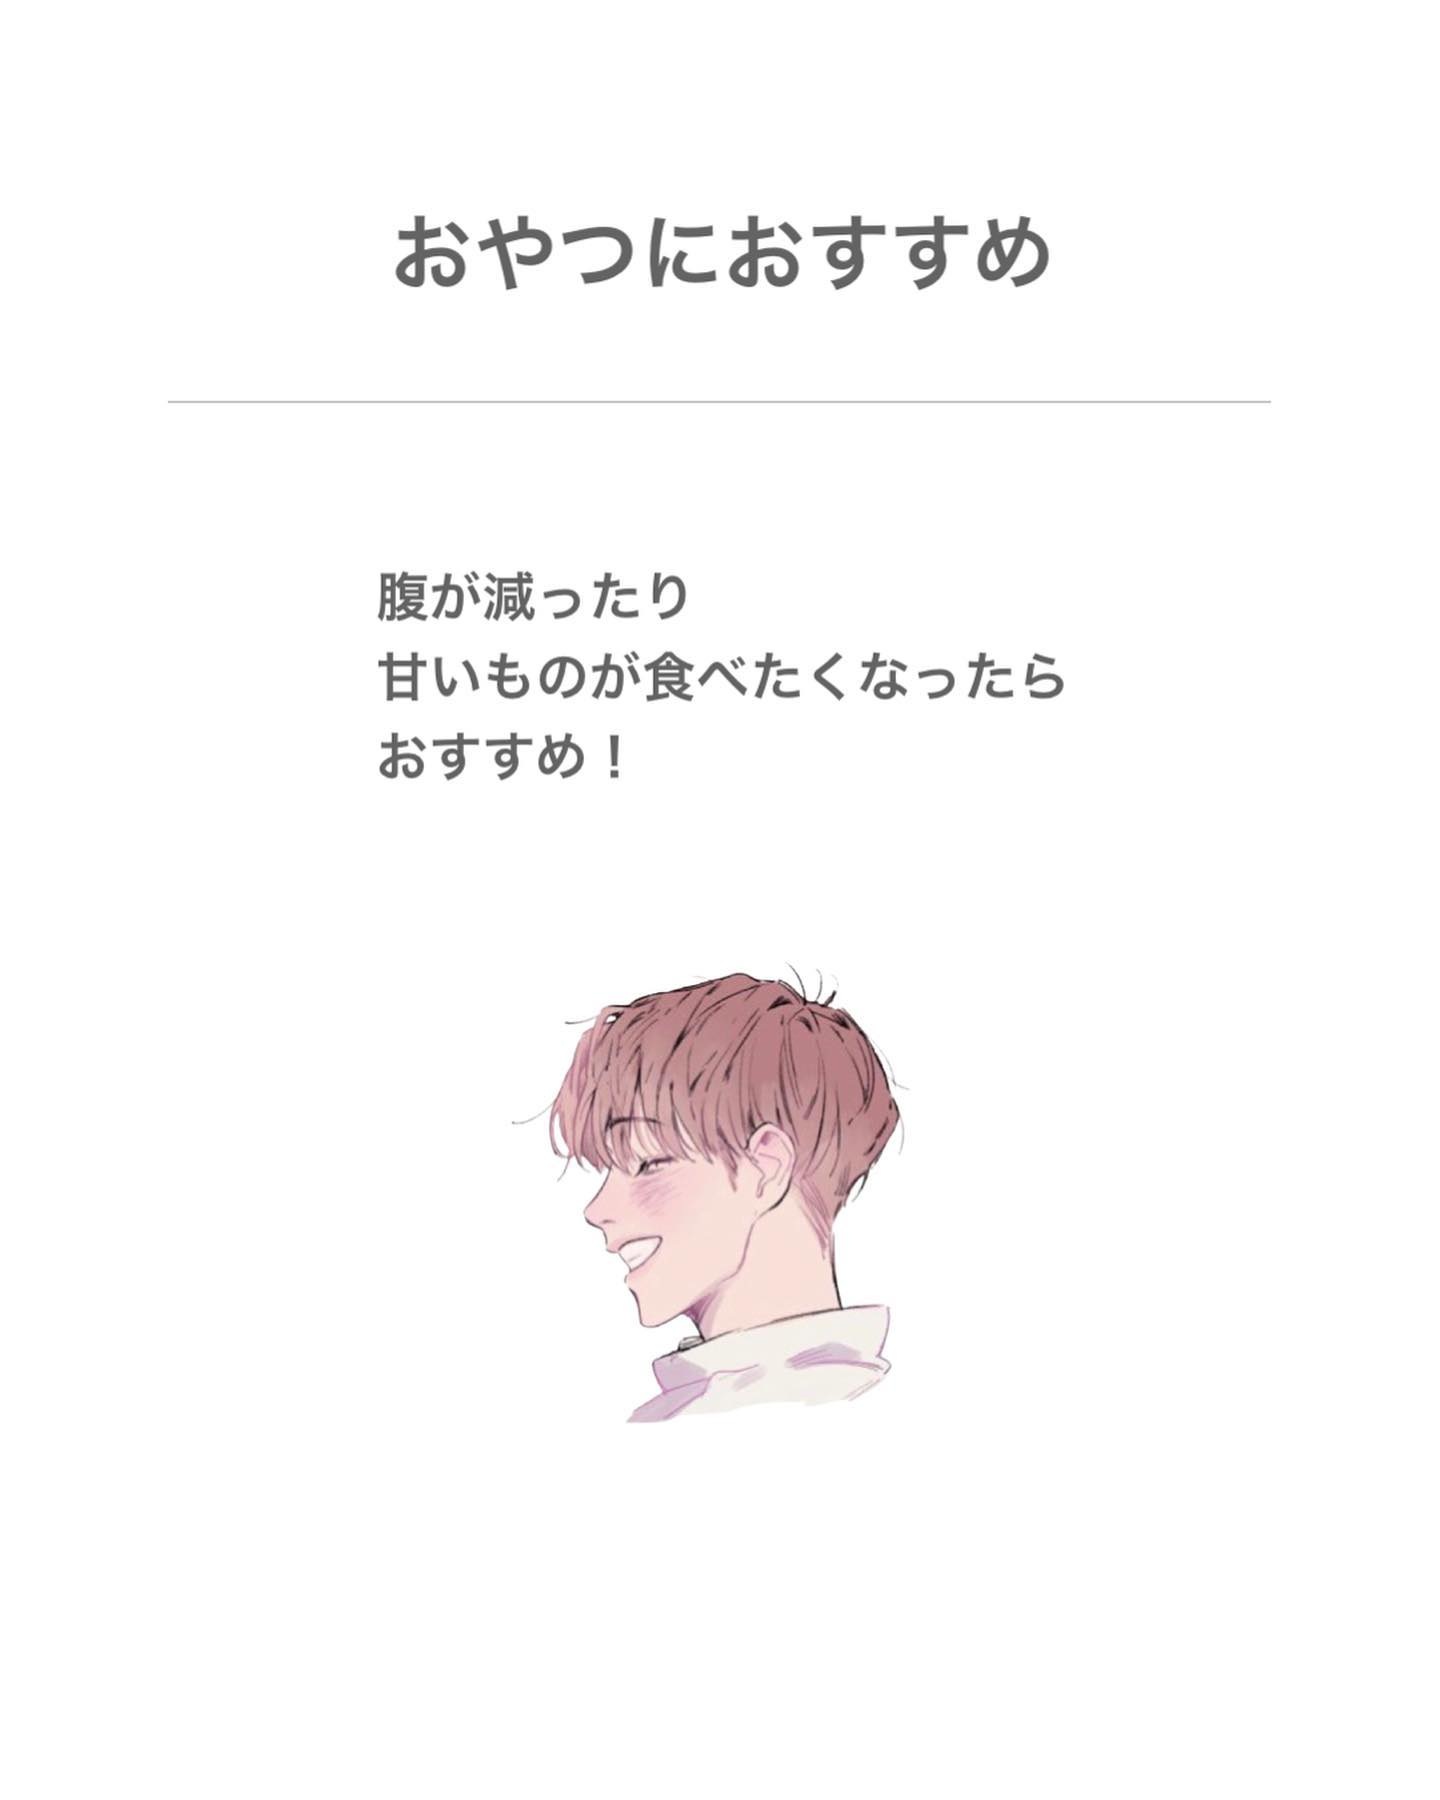 おやつにおすすめ
腹が減ったり
甘いものが食べたくなったら
おすすめ！